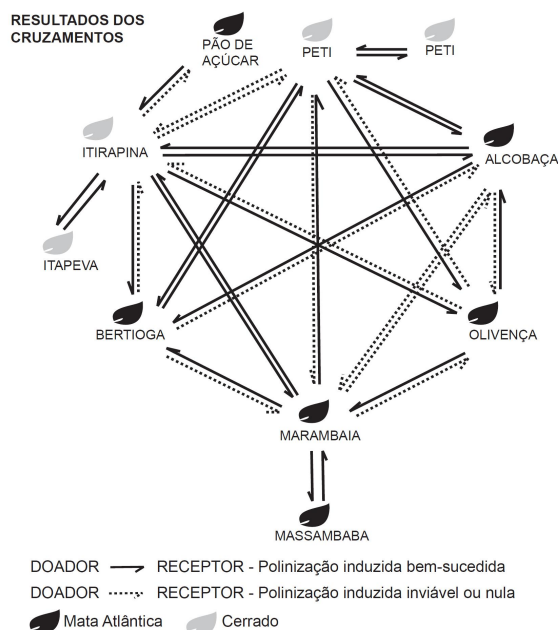 RESULTADOS DOS
CRUZAMENTOS
PÃO DE
AÇÚCAR
PETI
PETI
ITIRAPINA
ALCOBAÇA
ITAPEVA
BERTIOGA
OLIVENÇA
MARAMBAIA
MASSAMBABA
DOADOR RECEPTOR - Polinização induzida bem-sucedida
DOADOR RECEPTOR - Polinização induzida inviável ou nula
Mata Atlântica Cerrado